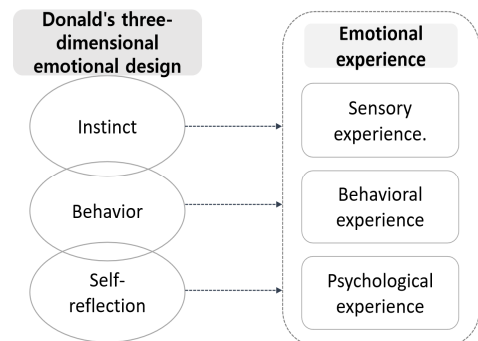 Donald's three-
dimensional
emotional design
Instinct
Behavior
Self-
reflection
Emotional
experience
Sensory
experience.
Behavioral
experience
Psychological
experience